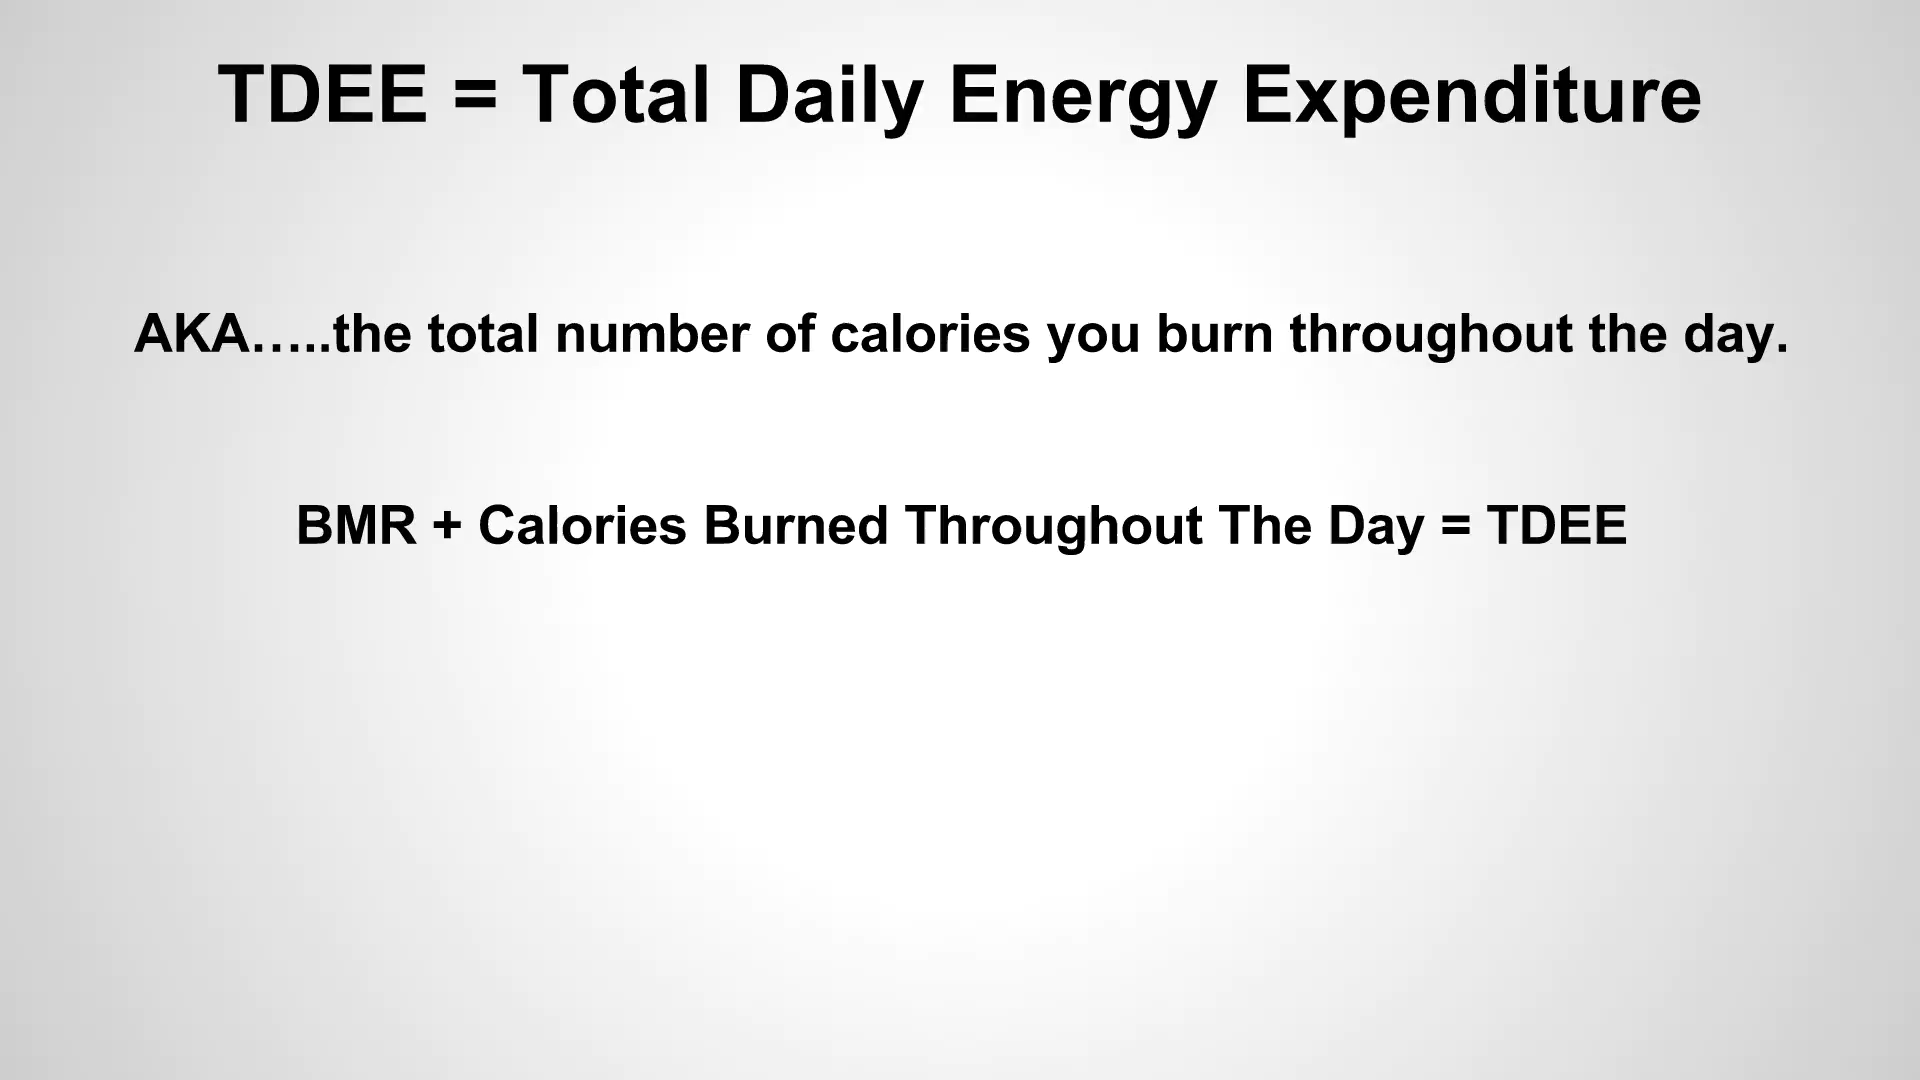 TDEE = Total Daily Energy Expenditure
AKA…..the total number of calories you burn throughout the day.
BMR + Calories Burned Throughout The Day = TDEE